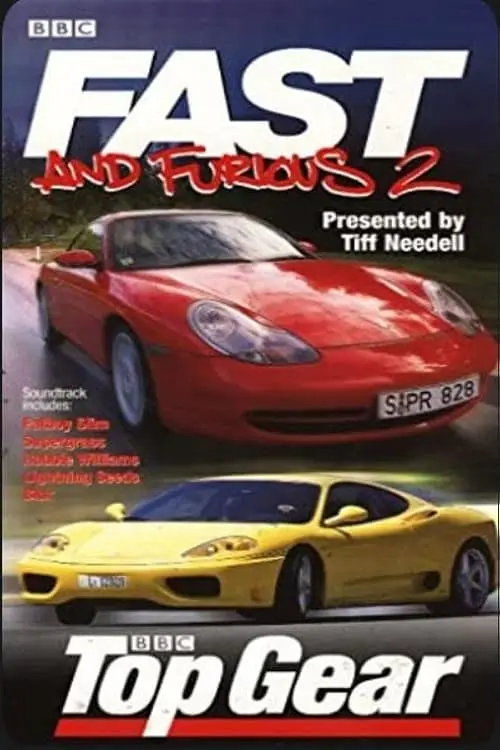 BBC
FAST
AND FURIOUS 2
Presented by
Tiff Needell
Soundtrack
includes:
Fatboy Slim
Supergrass
Robbie Williams
Lightning Seeds
Blur
S PR 828
BBC
Top Gear